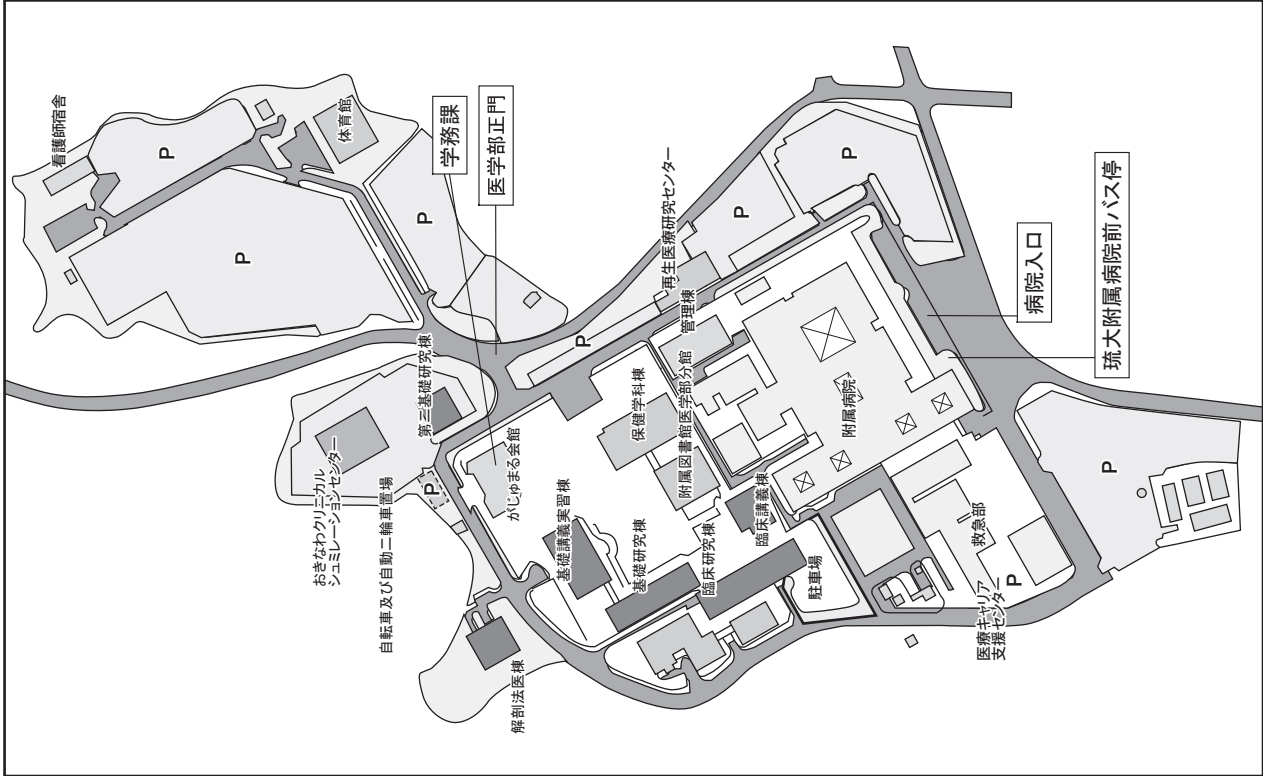 看護師宿舎
P
体育館
P
学務課
医学部正門
P
再生医療研究センター
P
P
病院入口
琉大附属病院前バス停
P
管理棟
第三基礎研究棟
おきなわクリニカル
シュミレーションセンター
P
自転車及び自動二輪車置場
がじゅまる会館
保健学科棟
附属図書館医学部分館
附属病院
基礎講義実習棟
基礎研究棟
臨床研究棟
臨床講義棟
駐車場
救急部
P
P
医療キャリア
支援センター
解剖法医棟